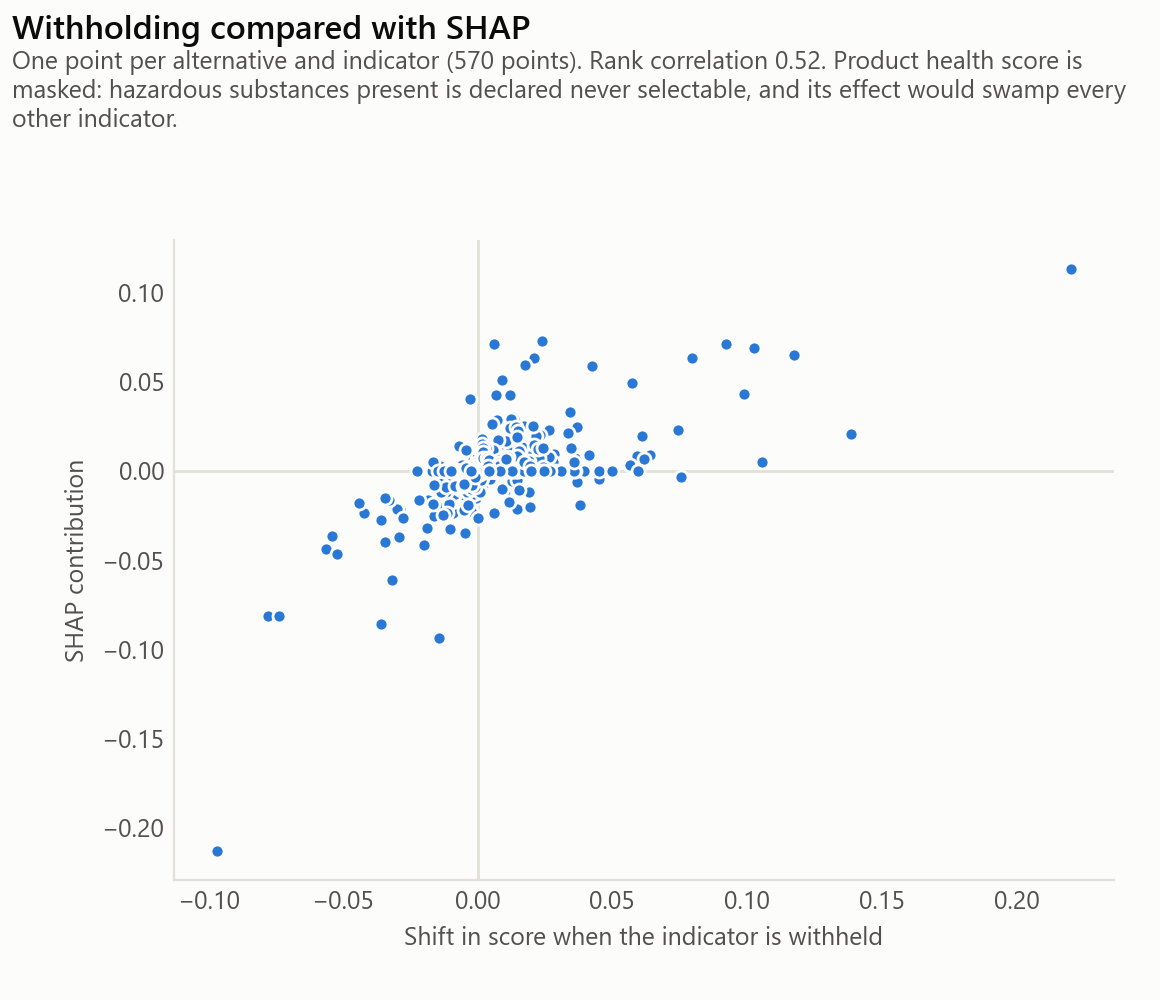 Withholding compared with SHAP
One point per alternative and indicator (570 points). Rank correlation 0.52. Product health score is
masked: hazardous substances present is declared never selectable, and its effect would swamp every
other indicator.
0.10
0.05
0.00
−0.05
−0.10
−0.15
−0.20
SHAP contribution
−0.10
−0.05
0.00
0.05
0.10
0.15
0.20
Shift in score when the indicator is withheld